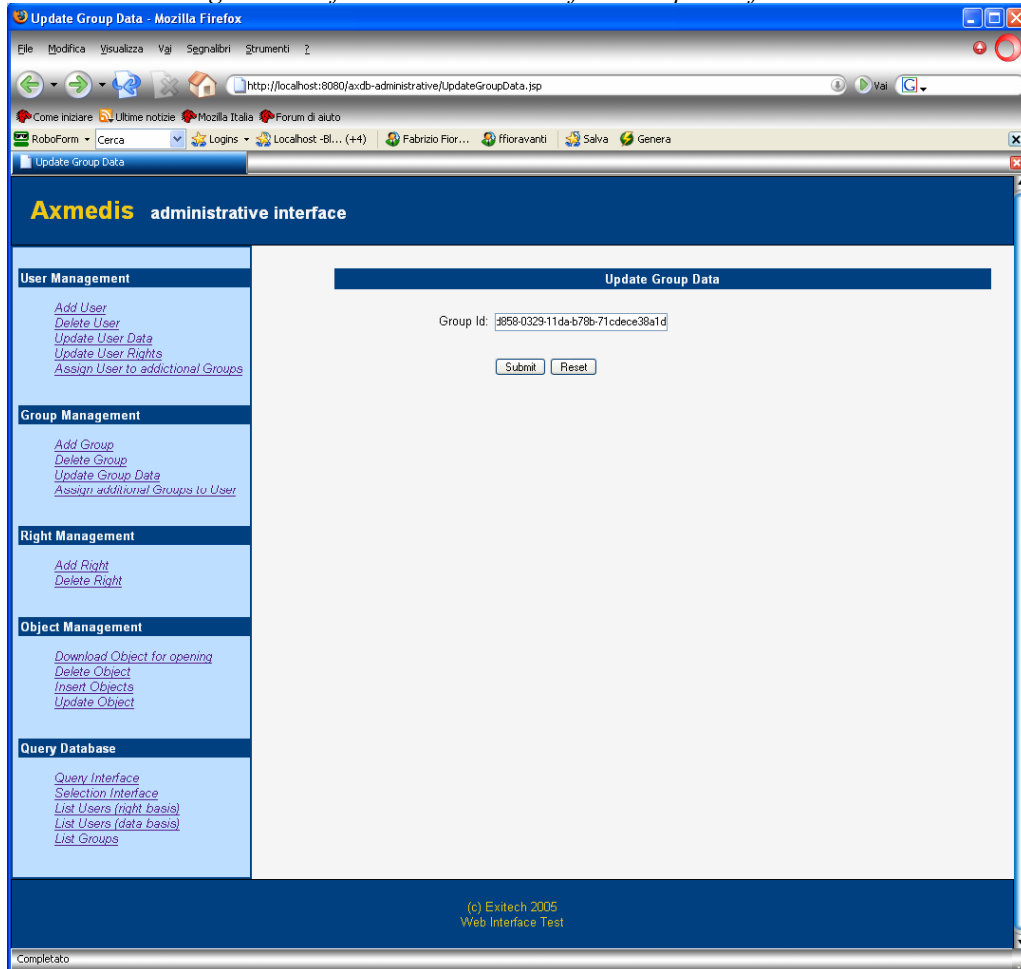 Update Group Data - Mozilla Firefox
File Modifica Visualizza Vai Segnalibri Strumenti ?
http://localhost:8080/axdb-administrative/UpdateGroupData.jsp Vai G
Come iniziare Ultime notizie Mozilla Italia Forum di aiuto
RoboForm Cerca Logins Localhost -Bl... (+4) Fabrizio Fior... ffioravanti Salva Genera
Update Group Data
Axmedis administrative interface
User Management
Add User
Delete User
Update User Data
Update User Rights
Assign User to addictional Groups
Group Management
Add Group
Delete Group
Update Group Data
Assign additional Groups to User
Right Management
Add Right
Delete Right
Object Management
Download Object for opening
Delete Object
Insert Objects
Update Object
Query Database
Query Interface
Selection Interface
List Users (right basis)
List Users (data basis)
List Groups
Update Group Data
Group Id: d858-0329-11da-b78b-71cdece38a1d
Submit Reset
(c) Exitech 2005
Web Interface Test
Completato